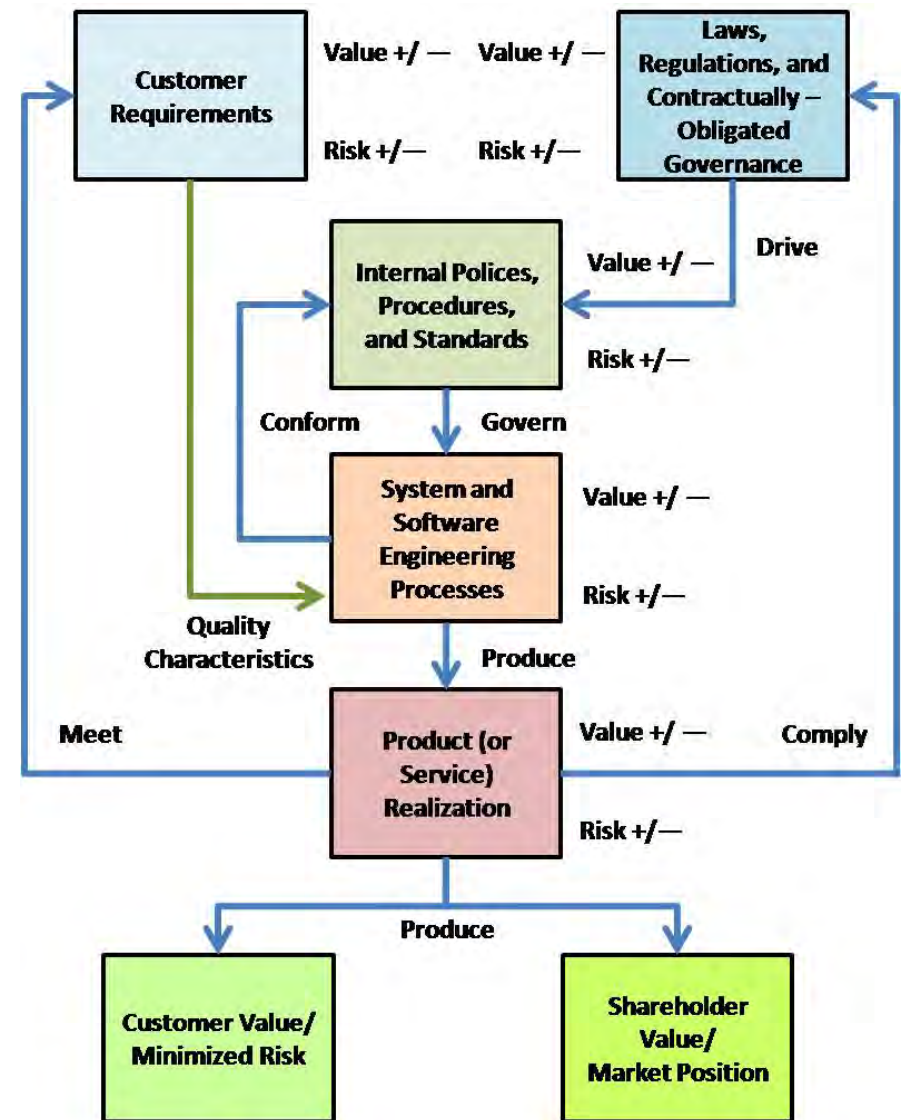 Customer
Requirements
Value +/ —
Value +/ —
Risk +/—
Risk +/—
Laws,
Regulations, and
Contractually –
Obligated
Governance
Internal Polices,
Procedures,
and Standards
Value +/ —
Drive
Risk +/—
Conform
Govern
System and
Software
Engineering
Processes
Value +/ —
Risk +/—
Quality
Characteristics
Produce
Meet
Product (or
Service)
Realization
Value +/ —
Comply
Risk +/—
Produce
Customer Value/
Minimized Risk
Shareholder
Value/
Market Position